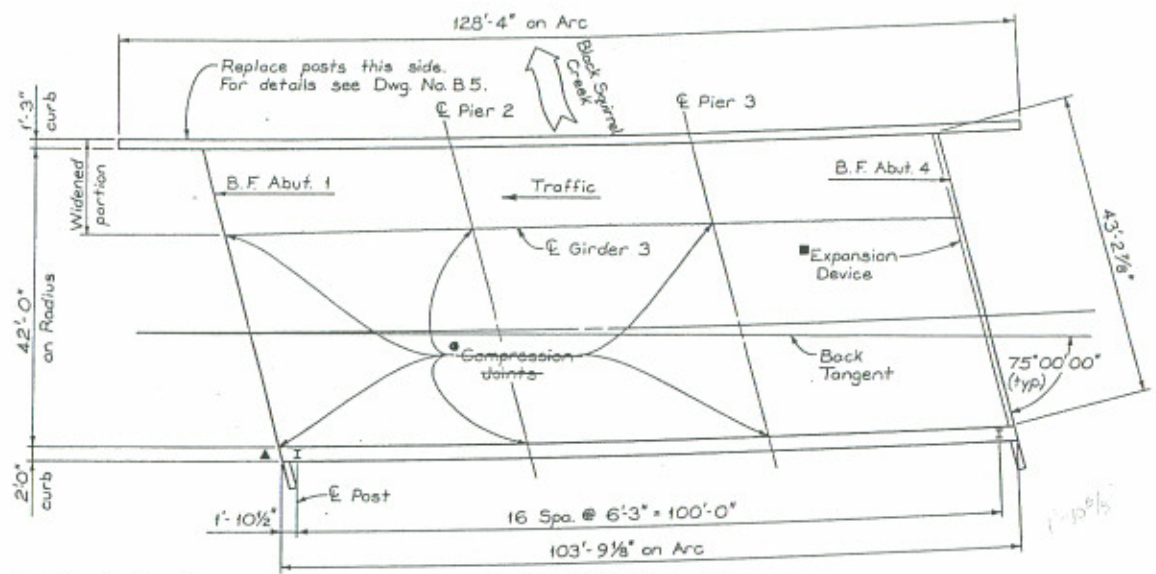 128'-4" on Arc
Replace posts this side.
For details see Dwg. No. B5.
Black Squirrel
Creek
1'-3"
curb
℄ Pier 2
℄ Pier 3
Widened
portion
B.F. Abut. 1
Traffic
B.F. Abut. 4
℄ Girder 3
■Expansion
Device
43'-2⅞"
42'-0"
on Radius
Compression
Joints
Back
Tangent
75°00'00"
(typ)
2'0"
curb
℄ Post
1'-10½"
16 Spa. @ 6'-3" = 100'-0"
103'-9⅛" on Arc